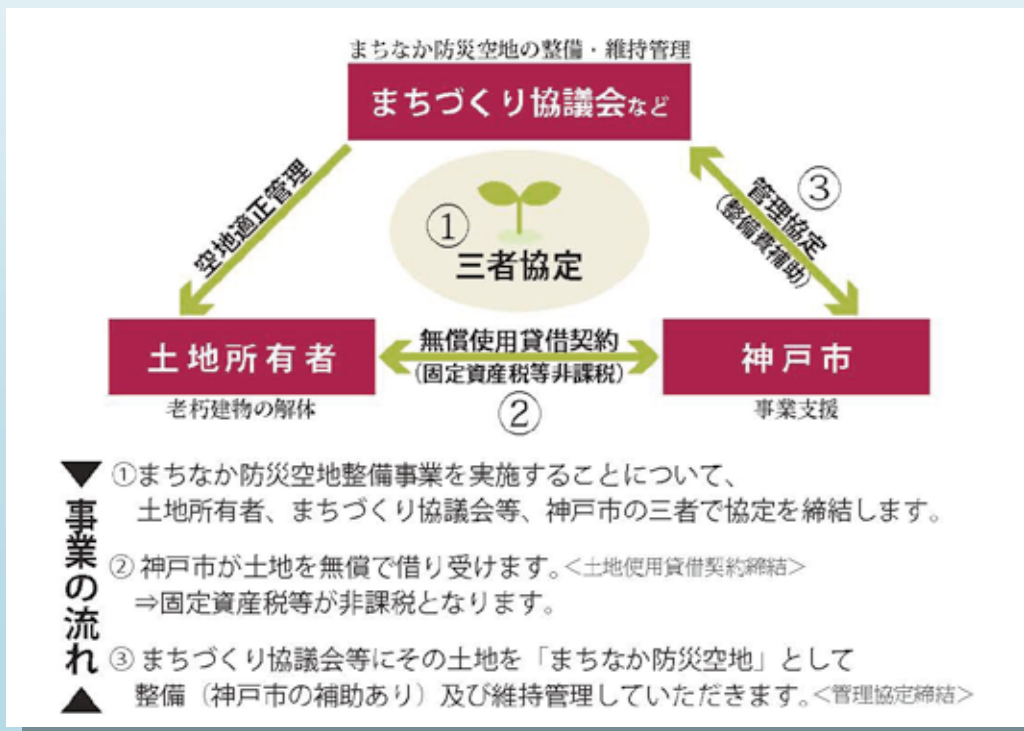 まちなか防災空地の整備・維持管理
まちづくり協議会など
空地適正管理
① 三者協定
③
管理協定
(整備費補助)
土地所有者
老朽建物の解体
無償使用貸借契約
(固定資産税等非課税)
②
神戸市
事業支援
▼事業の流れ▲
①まちなか防災空地整備事業を実施することについて、
土地所有者、まちづくり協議会等、神戸市の三者で協定を締結します。
② 神戸市が土地を無償で借り受けます。<土地使用貸借契約締結>
⇒固定資産税等が非課税となります。
③ まちづくり協議会等にその土地を「まちなか防災空地」として
整備(神戸市の補助あり)及び維持管理していただきます。<管理協定締結>